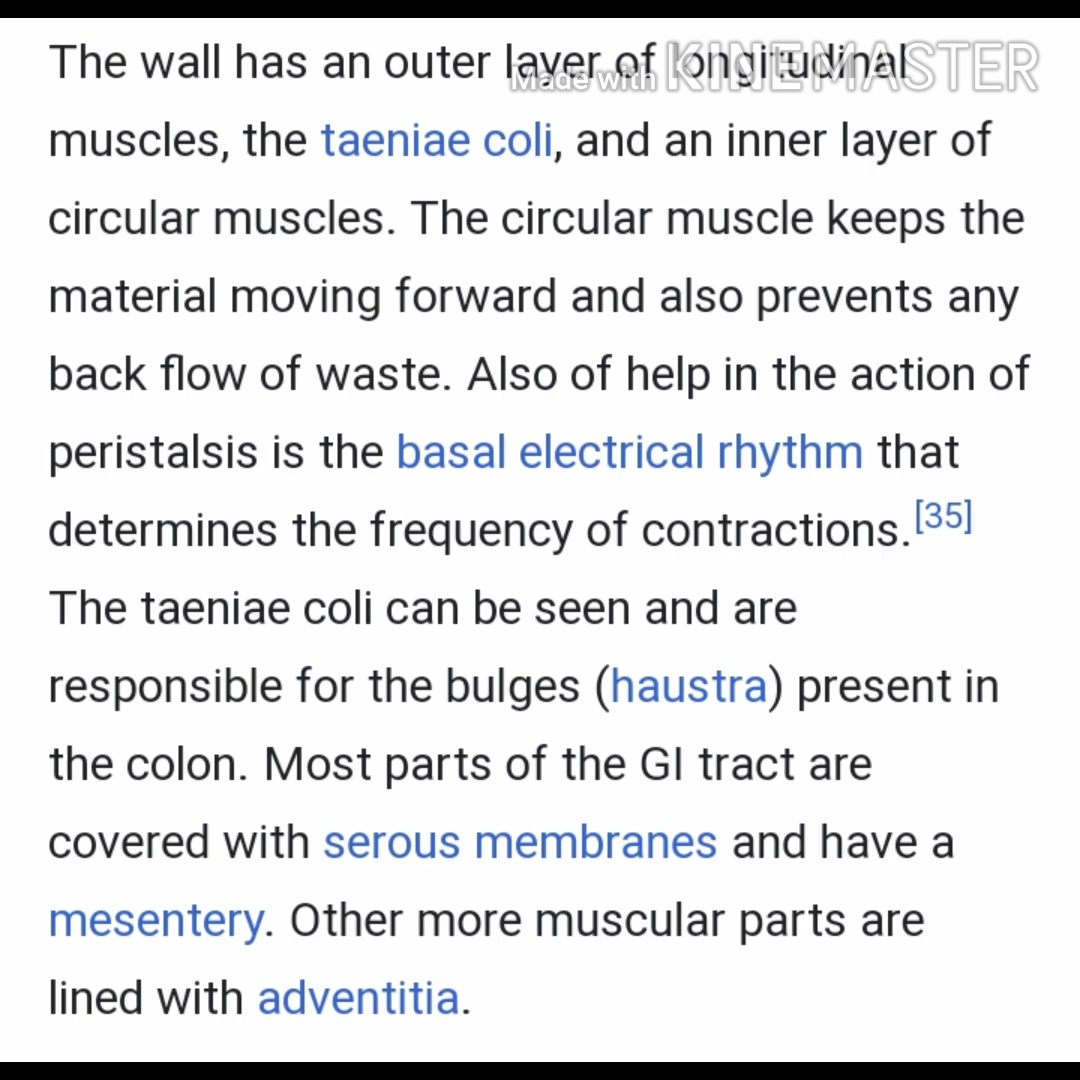 The wall has an outer layer of longitudinal
Made with KINEMASTER
muscles, the taeniae coli, and an inner layer of
circular muscles. The circular muscle keeps the
material moving forward and also prevents any
back flow of waste. Also of help in the action of
peristalsis is the basal electrical rhythm that
determines the frequency of contractions.[35]
The taeniae coli can be seen and are
responsible for the bulges (haustra) present in
the colon. Most parts of the GI tract are
covered with serous membranes and have a
mesentery. Other more muscular parts are
lined with adventitia.